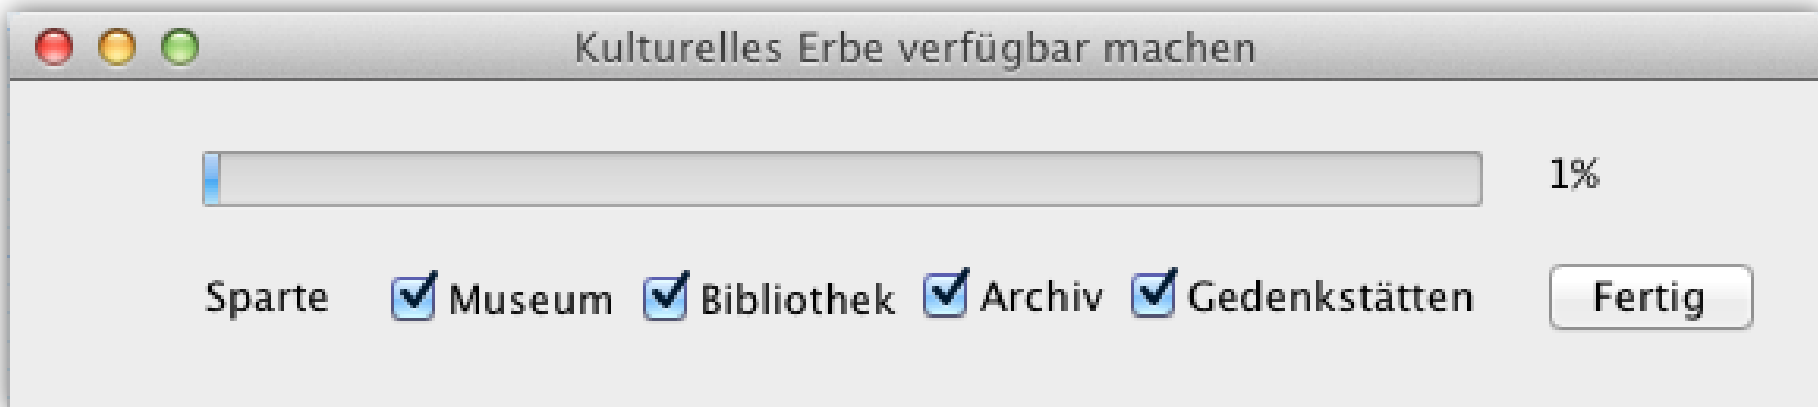 Kulturelles Erbe verfügbar machen
1%
Sparte Museum Bibliothek Archiv Gedenkstätten Fertig